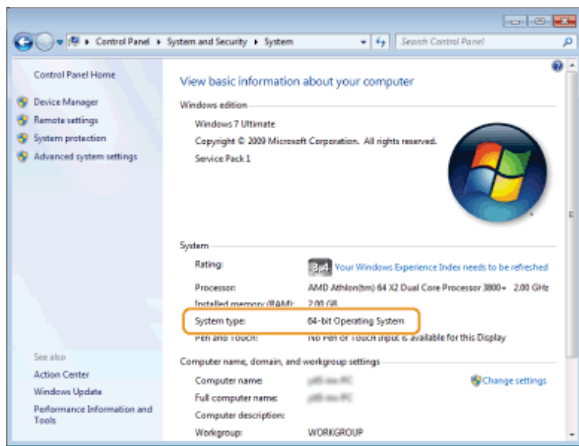 Control Panel ▸ System and Security ▸ System
Search Control Panel
Control Panel Home
Device Manager
Remote settings
System protection
Advanced system settings
See also
Action Center
Windows Update
Performance Information and
Tools
View basic information about your computer
Windows edition
Windows 7 Ultimate
Copyright © 2009 Microsoft Corporation. All rights reserved.
Service Pack 1
System
Rating: 3.4 Your Windows Experience Index needs to be refreshed
Processor: AMD Athlon(tm) 64 X2 Dual Core Processor 3800+ 2.00 GHz
Installed memory (RAM): 2.00 GB
System type: 64-bit Operating System
Pen and Touch: No Pen or Touch Input is available for this Display
Computer name, domain, and workgroup settings
Computer name:
Change settings
Full computer name:
Computer description:
Workgroup: WORKGROUP